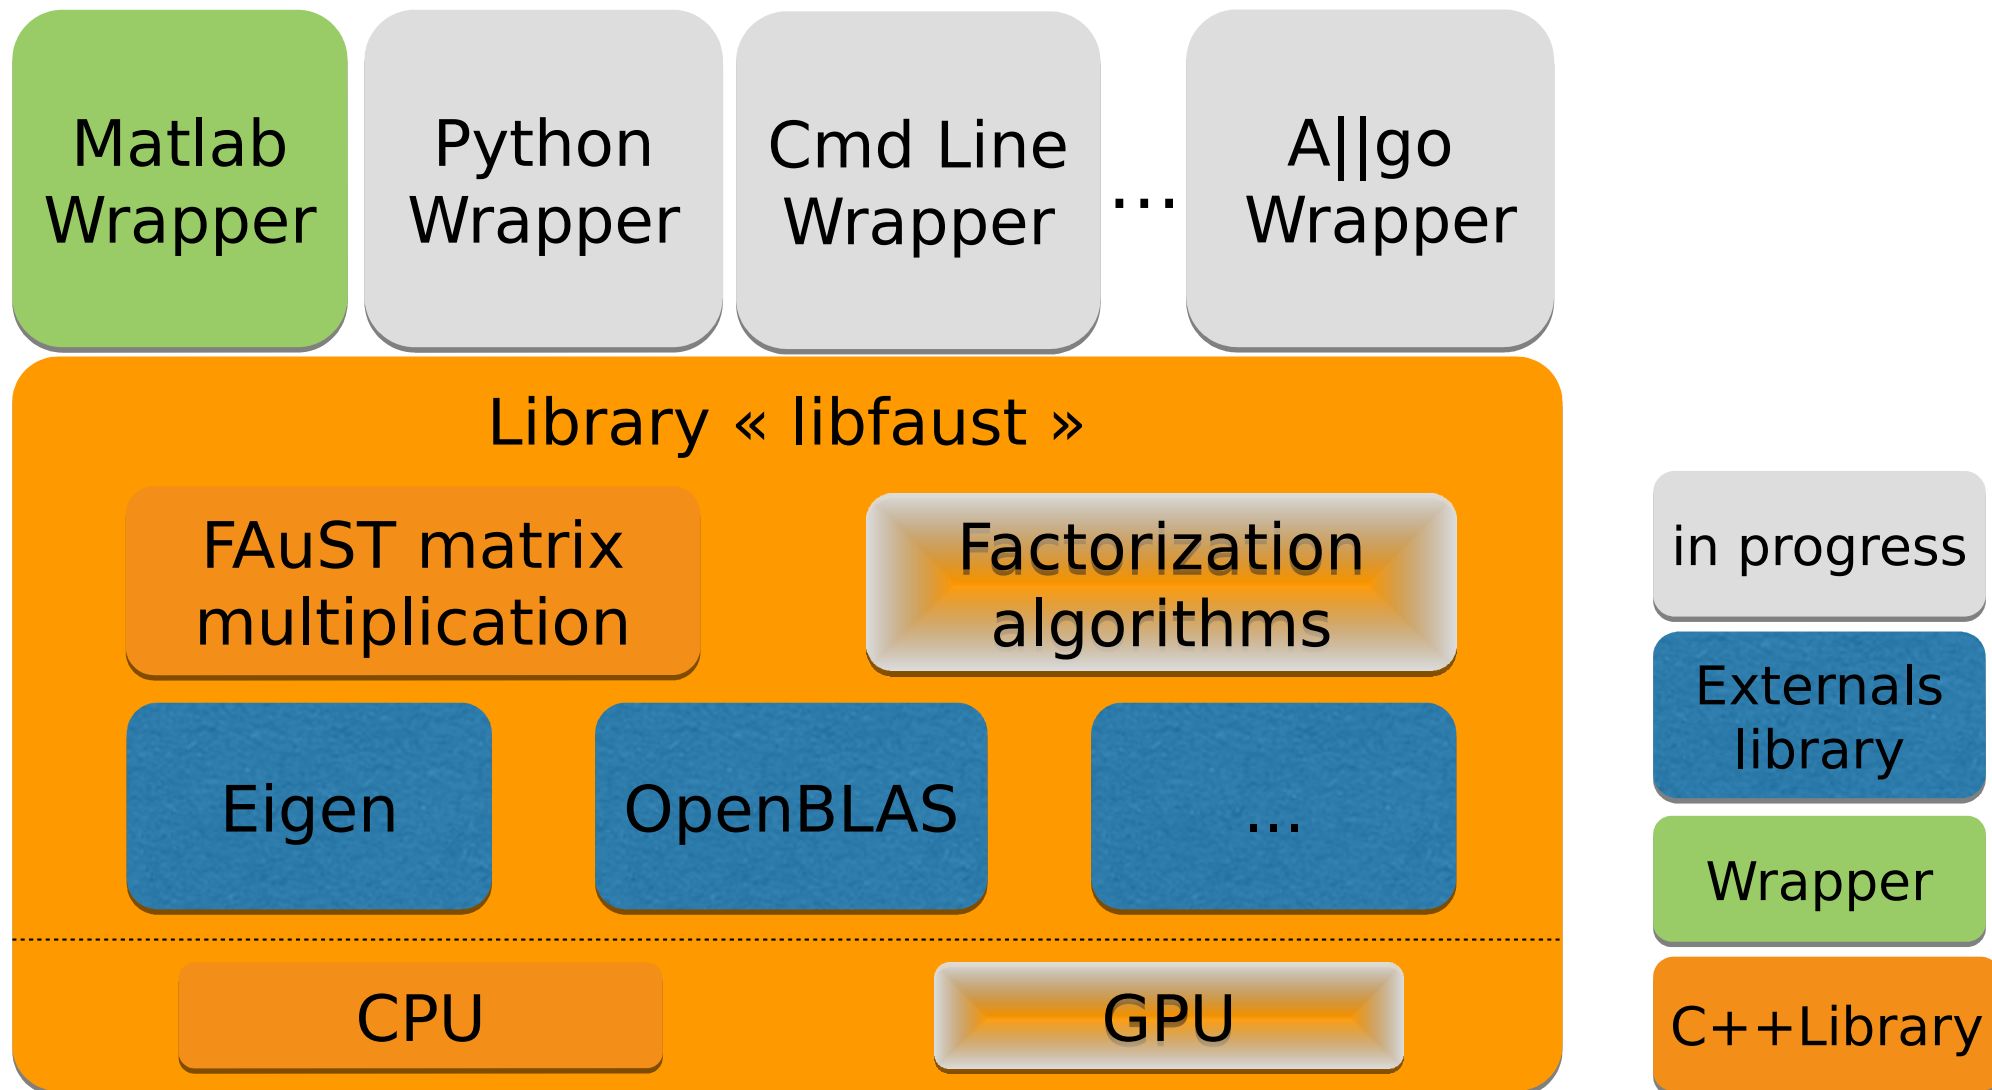 Matlab
Wrapper
Python
Wrapper
Cmd Line
Wrapper
...
A||go
Wrapper
Library « libfaust »
FAuST matrix
multiplication
Factorization
algorithms
Eigen
OpenBLAS
...
CPU
GPU
in progress
Externals
library
Wrapper
C++Library